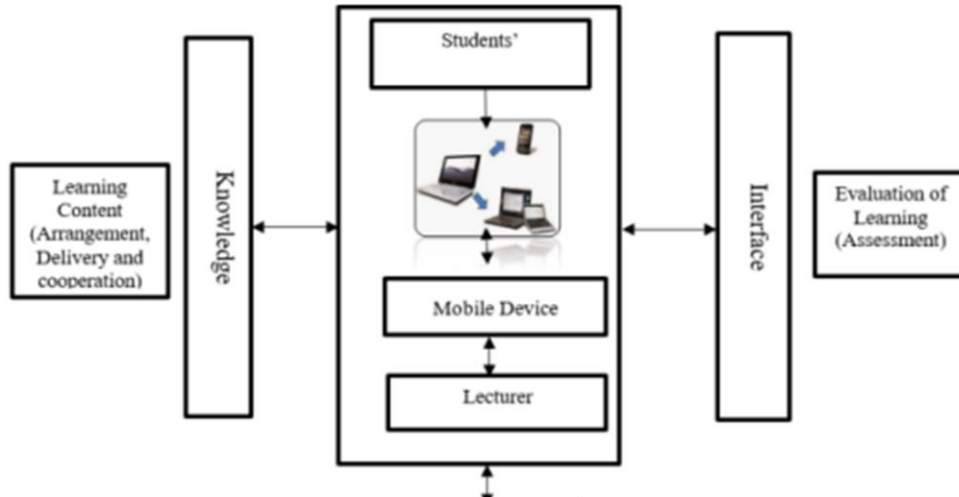 Students’
Learning
Content
(Arrangement,
Delivery and
cooperation)
Knowledge
Mobile Device
Lecturer
Interface
Evaluation of
Learning
(Assessment)